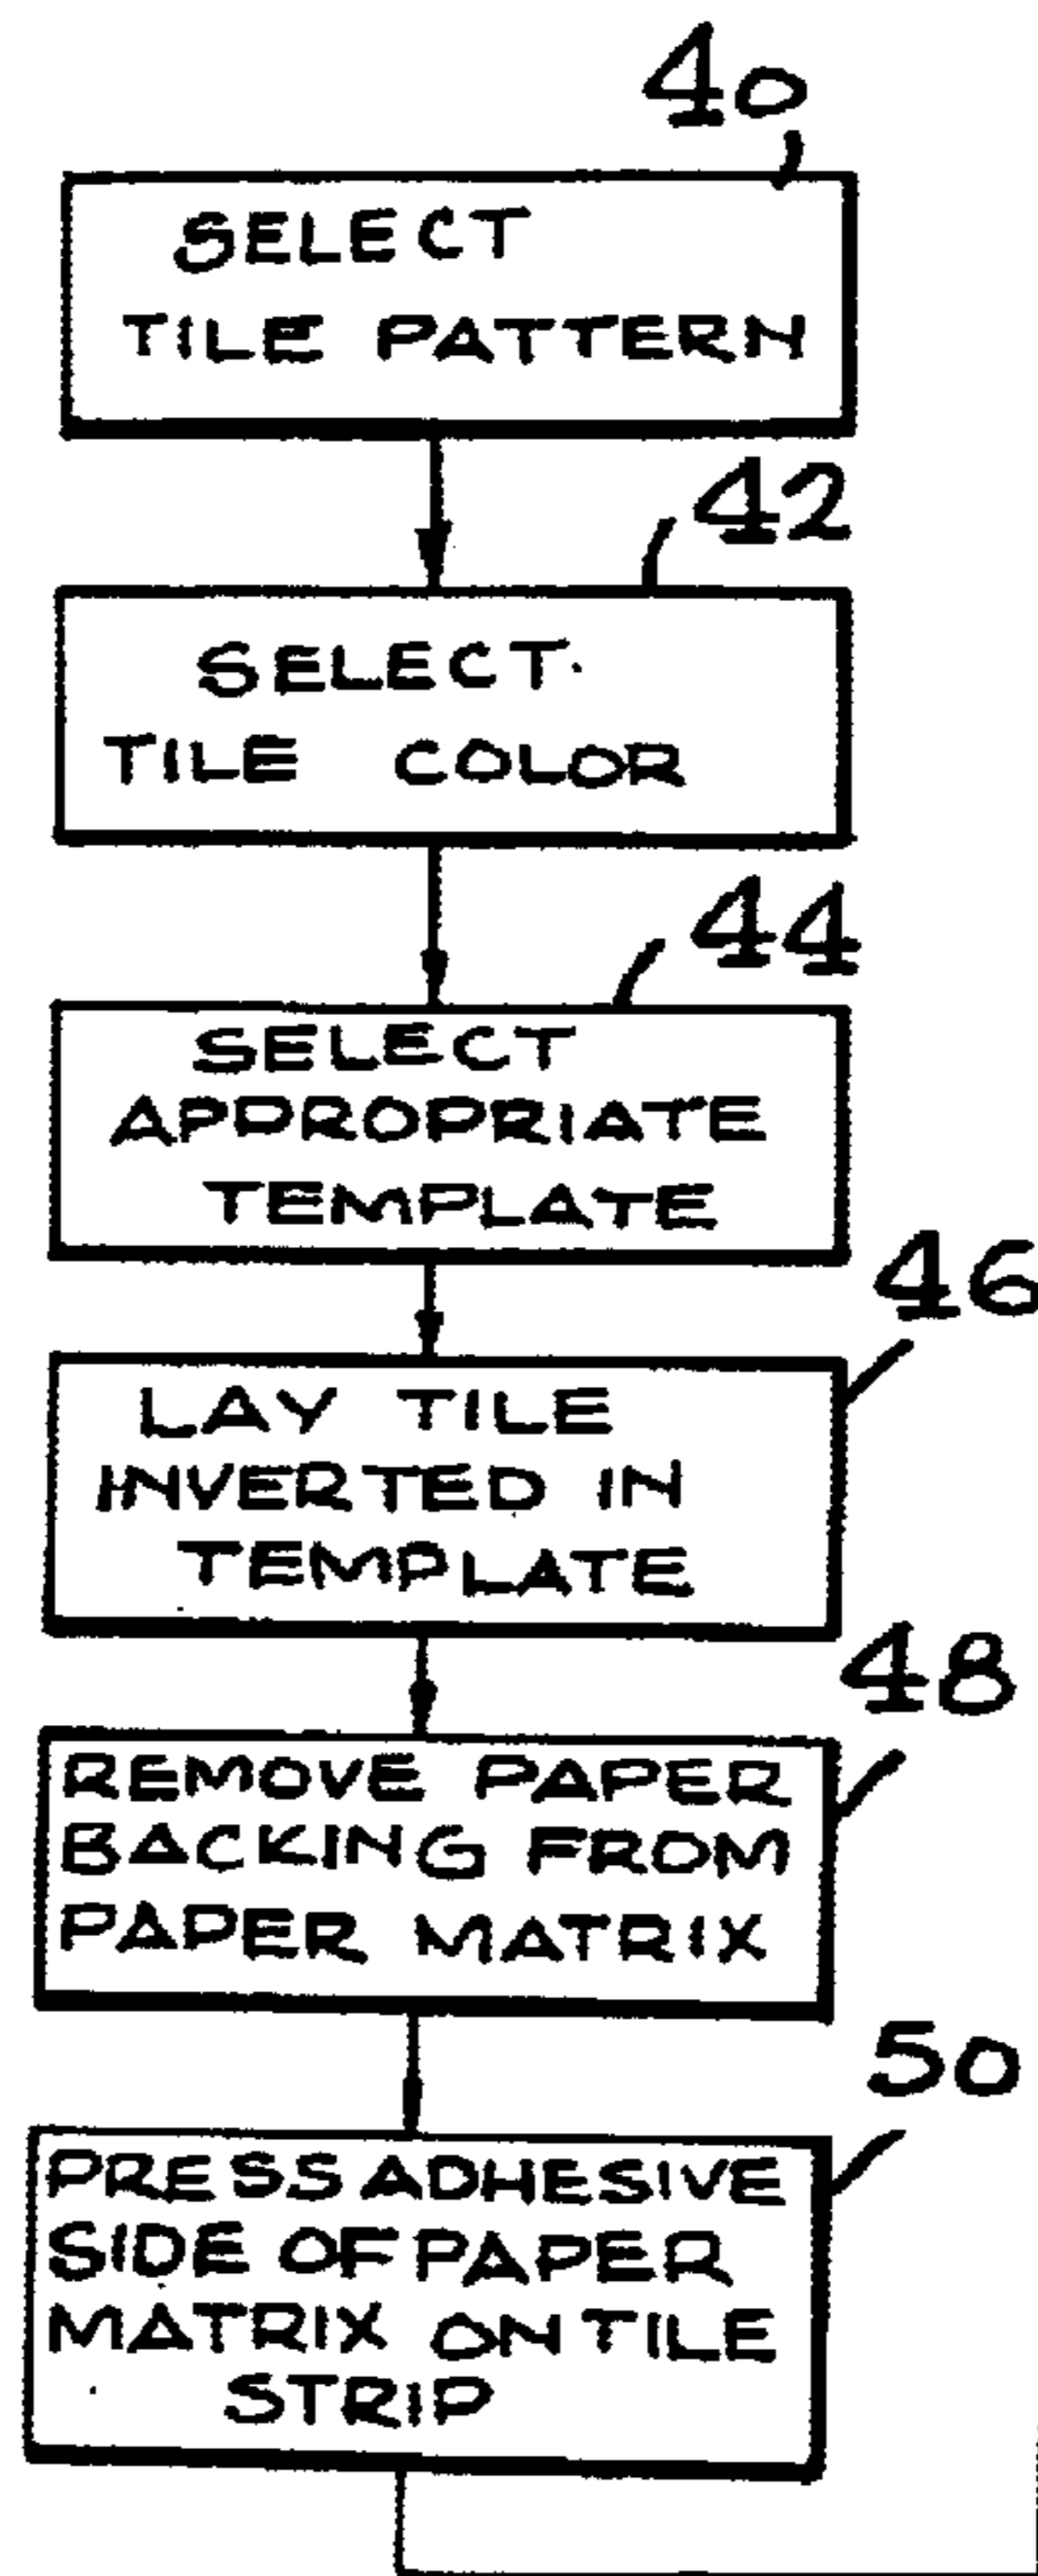 40
SELECT
TILE PATTERN
42
SELECT
TILE COLOR
44
SELECT
APPROPRIATE
TEMPLATE
46
LAY TILE
INVERTED IN
TEMPLATE
48
REMOVE PAPER
BACKING FROM
PAPER MATRIX
50
PRESS ADHESIVE
SIDE OF PAPER
MATRIX ON TILE
STRIP